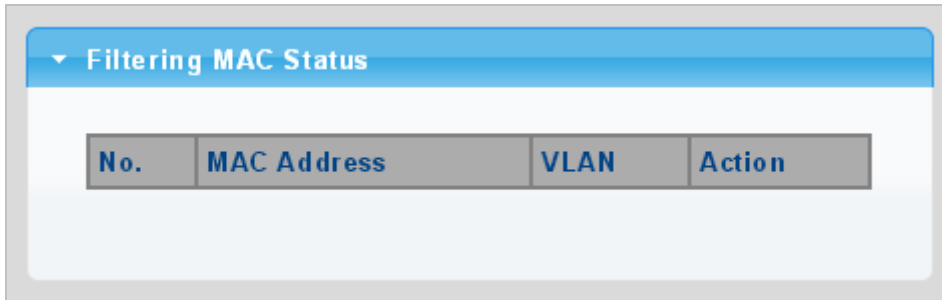 Filtering MAC Status
No. MAC Address VLAN Action